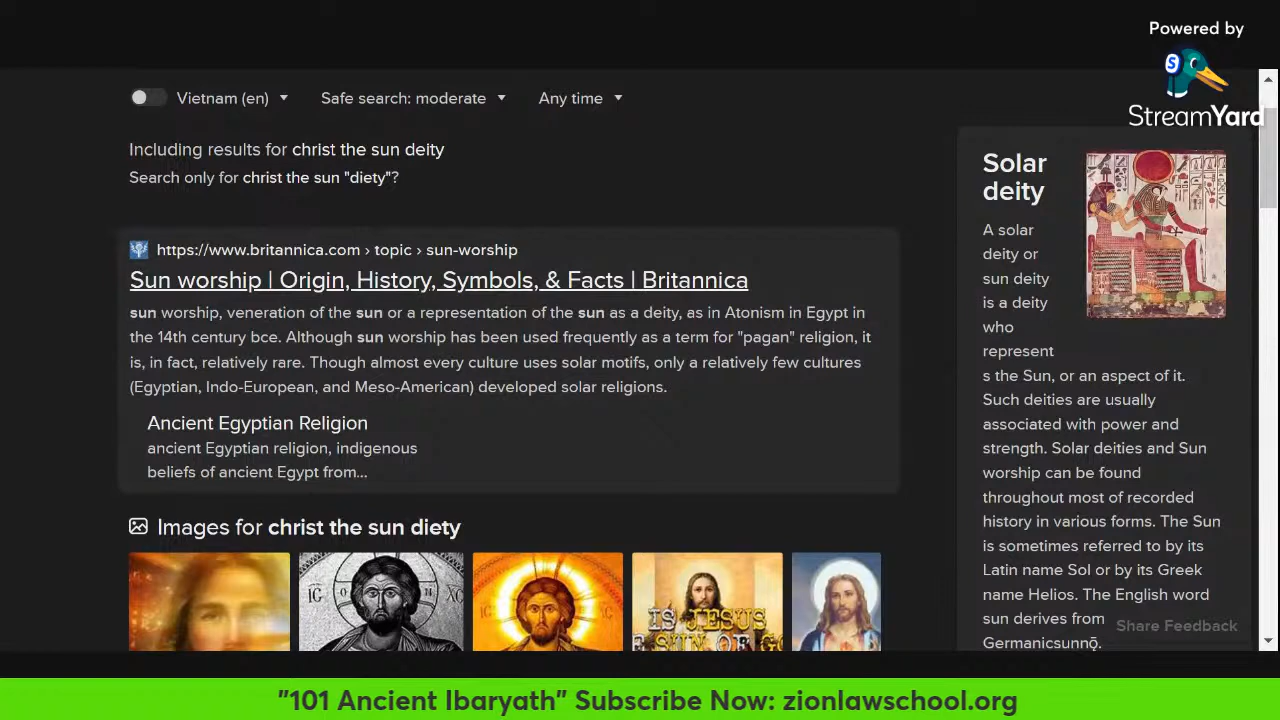 Powered by
StreamYard
Vietnam (en)
Safe search: moderate
Any time
Including results for christ the sun deity
Search only for christ the sun "diety"?
https://www.britannica.com › topic › sun-worship
Sun worship | Origin, History, Symbols, & Facts | Britannica
sun worship, veneration of the sun or a representation of the sun as a deity, as in Atonism in Egypt in
the 14th century bce. Although sun worship has been used frequently as a term for "pagan" religion, it
is, in fact, relatively rare. Though almost every culture uses solar motifs, only a relatively few cultures
(Egyptian, Indo-European, and Meso-American) developed solar religions.
Ancient Egyptian Religion
ancient Egyptian religion, indigenous
beliefs of ancient Egypt from...
Images for christ the sun diety
IC
IS JESUS
SUN OF
Solar
deity
A solar
deity or
sun deity
is a deity
who
represent
s the Sun, or an aspect of it.
Such deities are usually
associated with power and
strength. Solar deities and Sun
worship can be found
throughout most of recorded
history in various forms. The Sun
is sometimes referred to by its
Latin name Sol or by its Greek
name Helios. The English word
sun derives from
Germanicsunnō.
Share Feedback
"101 Ancient Ibaryath" Subscribe Now: zionlawschool.org